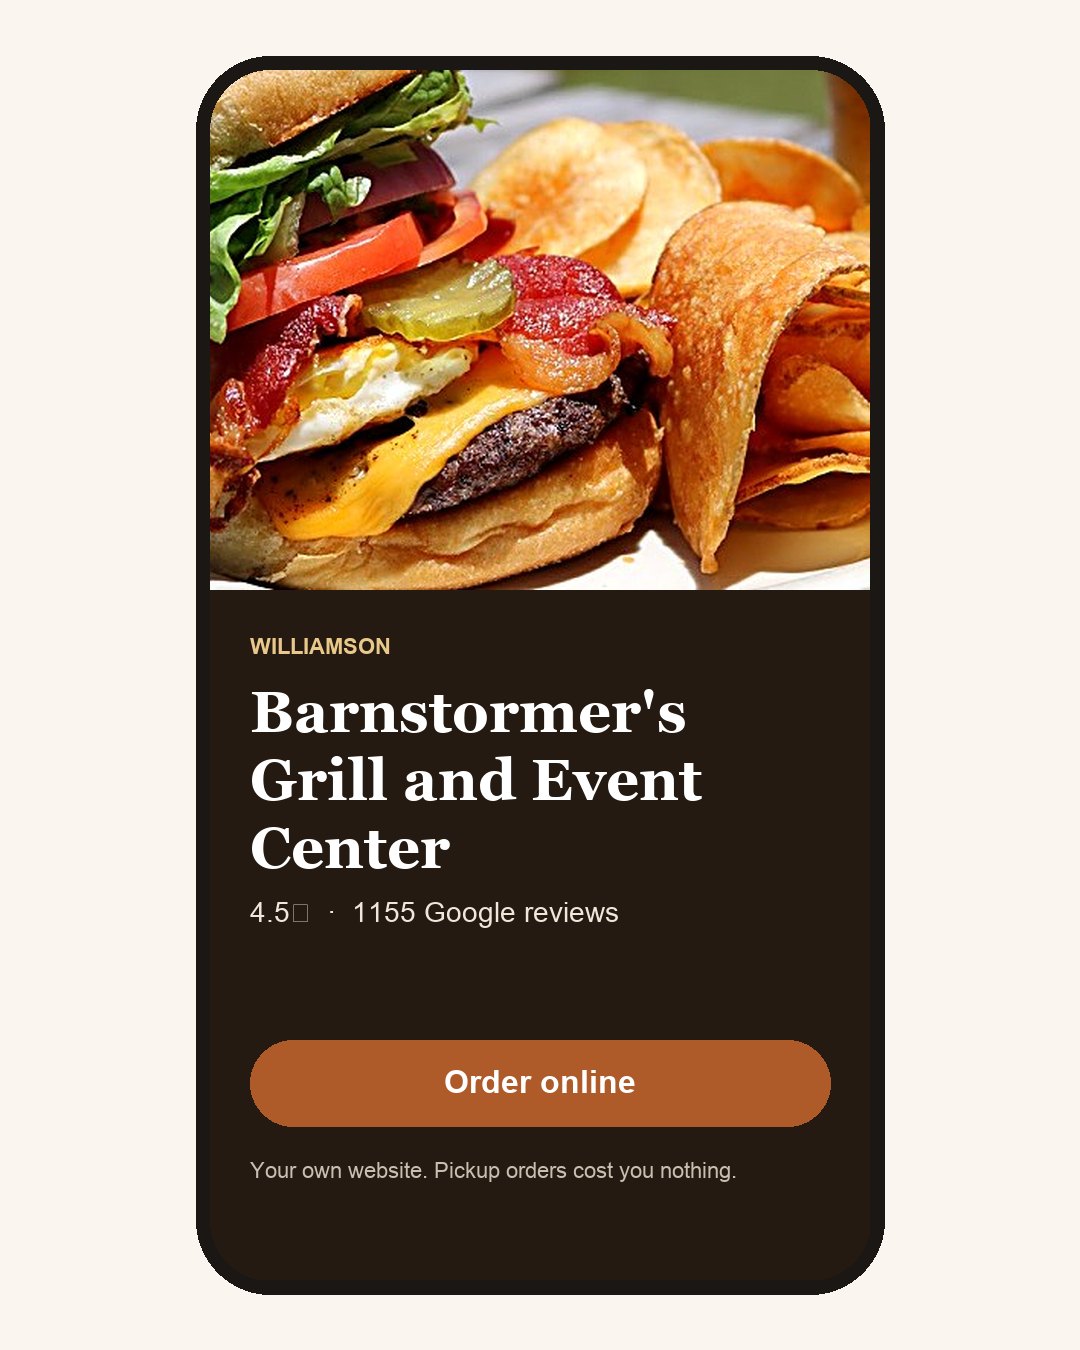 WILLIAMSON
Barnstormer's
Grill and Event
Center
4.5□ · 1155 Google reviews
Order online
Your own website. Pickup orders cost you nothing.